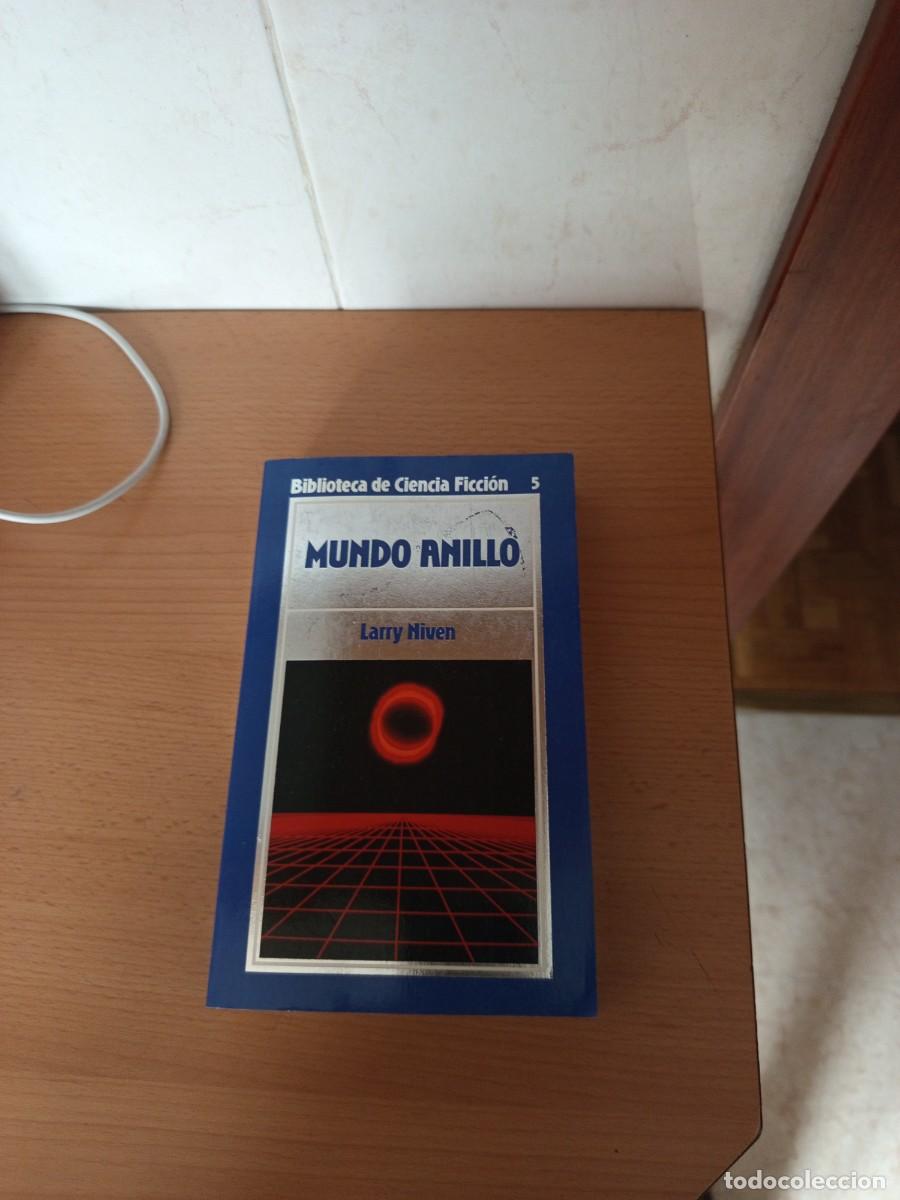 Biblioteca de Ciencia Ficción 5
MUNDO ANILLO
Larry Niven
todocoleccion